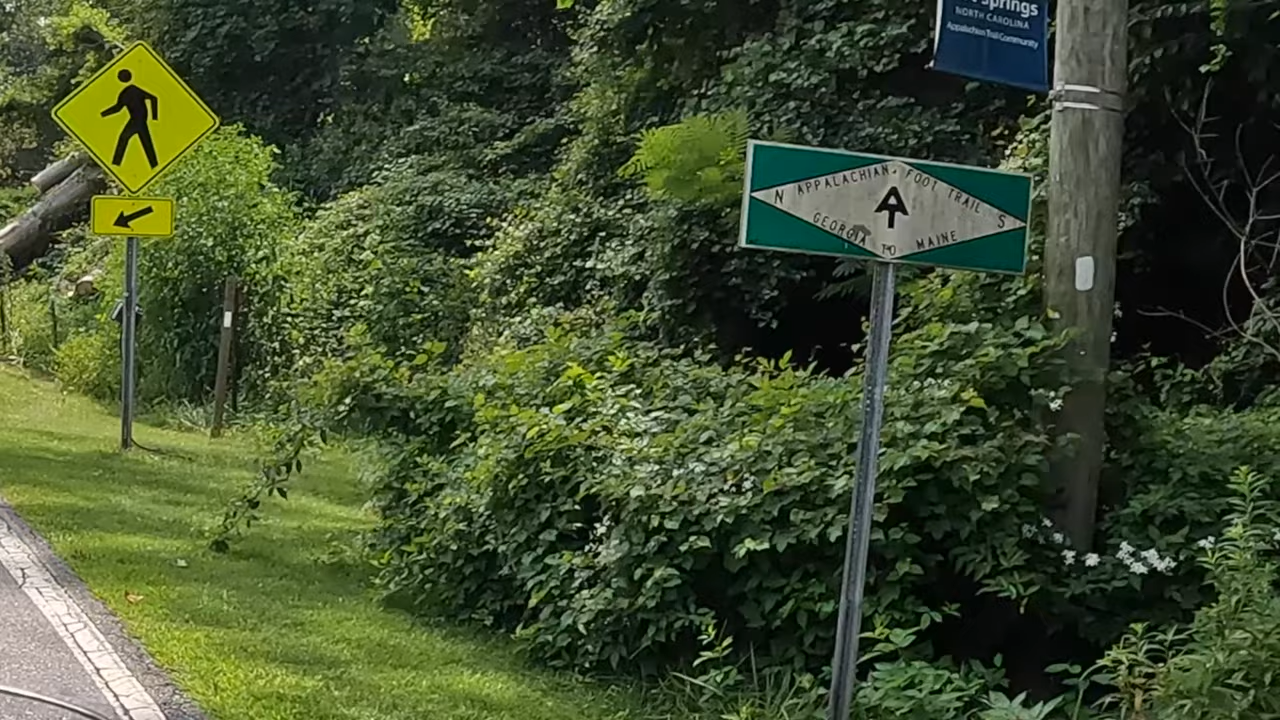 Springs
NORTH CAROLINA
Appalachian Trail Community
N APPALACHIAN FOOT TRAIL S
GEORGIA TO MAINE